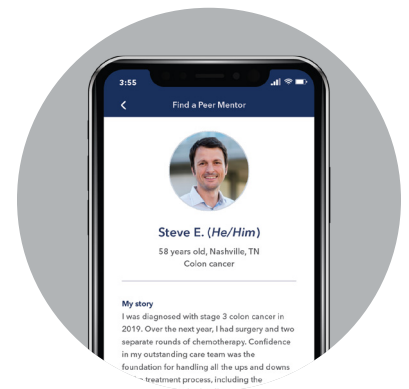 3:55
Find a Peer Mentor
Steve E. (He/Him)
58 years old, Nashville, TN
Colon cancer
My story
I was diagnosed with stage 3 colon cancer in
2019. Over the next year, I had surgery and two
separate rounds of chemotherapy. Confidence
in my outstanding care team was the
foundation for handling all the ups and downs
treatment process, including the